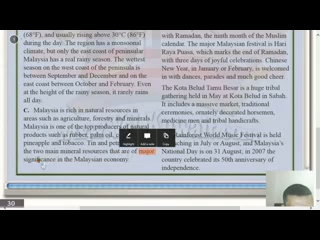 (68°F), and usually rising above 30°C (86°F)
during the day. The region has a monsoonal
climate, but only the east coast of peninsular
Malaysia has a real rainy season. The wettest
season on the west coast of the peninsula is
between September and December and on the
east coast between October and February. Even
at the height of the rainy season, it rarely rains
all day.
C. Malaysia is rich in natural resources in
areas such as agriculture, forestry and minerals.
Malaysia is one of the top producers of natural
products such as rubber, palm oil,
pineapple and tobacco. Tin and
the two main mineral resources that are of major
significance in the Malaysian economy.
with Ramadan, the ninth month of the Muslim
calendar. The major Malaysian festival is Hari
Raya Puasa, which marks the end of Ramadan,
with three days of joyful celebrations. Chinese
New Year, in January or February, is welcomed
in with dances, parades and much good cheer.
The Kota Belud Tamu Besar is a huge tribal
gathering held in May at Kota Belud in Sabah.
It includes a massive market, traditional
ceremonies, ornately decorated horsemen,
medicine men and tribal handicrafts.
Rainforest World Music Festival is held
Kuching in July or August, and Malaysia's
National Day is on 31 August, in 2007 the
country celebrated its 50th anniversary of
independence.
30